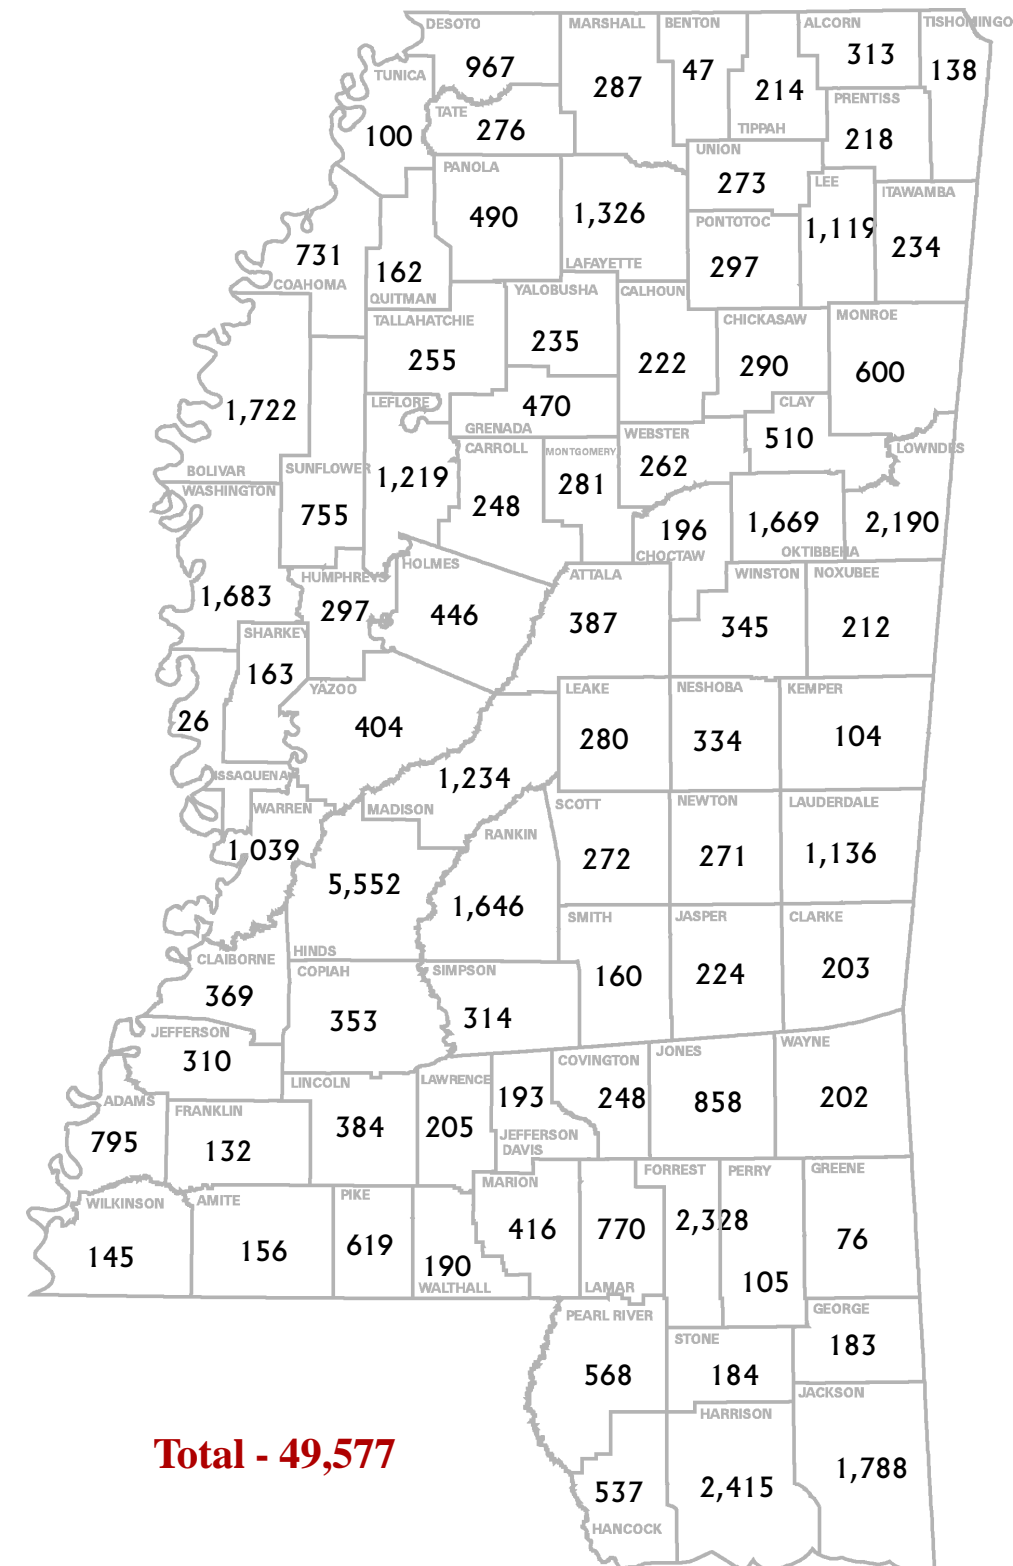 DESOTO
967
MARSHALL
287
BENTON
47
214
TIPPAH
ALCORN
313
TISHOMINGO
138
TUNICA
100
TATE
276
PRENTISS
218
PANOLA
490
1,326
LAFAYETTE
UNION
273
LEE
1,119
ITAWAMBA
234
PONTOTOC
297
731
COAHOMA
162
QUITMAN
YALOBUSHA
235
CALHOUN
222
TALLAHATCHIE
255
CHICKASAW
290
MONROE
600
1,722
BOLIVAR
LEFLORE
1,219
470
GRENADA
CLAY
510
SUNFLOWER
755
CARROLL
248
MONTGOMERY
281
WEBSTER
262
LOWNDES
2,190
WASHINGTON
1,683
196
CHOCTAW
1,669
OKTIBBEHA
HUMPHREYS
297
HOLMES
446
ATTALA
387
WINSTON
345
NOXUBEE
212
SHARKEY
163
YAZOO
404
LEAKE
280
NESHOBA
334
KEMPER
104
26
ISSAQUENA
1,234
MADISON
WARREN
1,039
5,552
HINDS
RANKIN
1,646
SCOTT
272
NEWTON
271
LAUDERDALE
1,136
SMITH
160
JASPER
224
CLARKE
203
CLAIBORNE
369
COPIAH
353
SIMPSON
314
JEFFERSON
310
LINCOLN
384
LAWRENCE
205
193
JEFFERSON
DAVIS
COVINGTON
248
JONES
858
WAYNE
202
ADAMS
795
FRANKLIN
132
WILKINSON
145
AMITE
156
PIKE
619
190
WALTHALL
MARION
416
770
LAMAR
FORREST
2,328
PERRY
105
GREENE
76
PEARL RIVER
568
STONE
184
GEORGE
183
537
HANCOCK
HARRISON
2,415
JACKSON
1,788
Total - 49,577